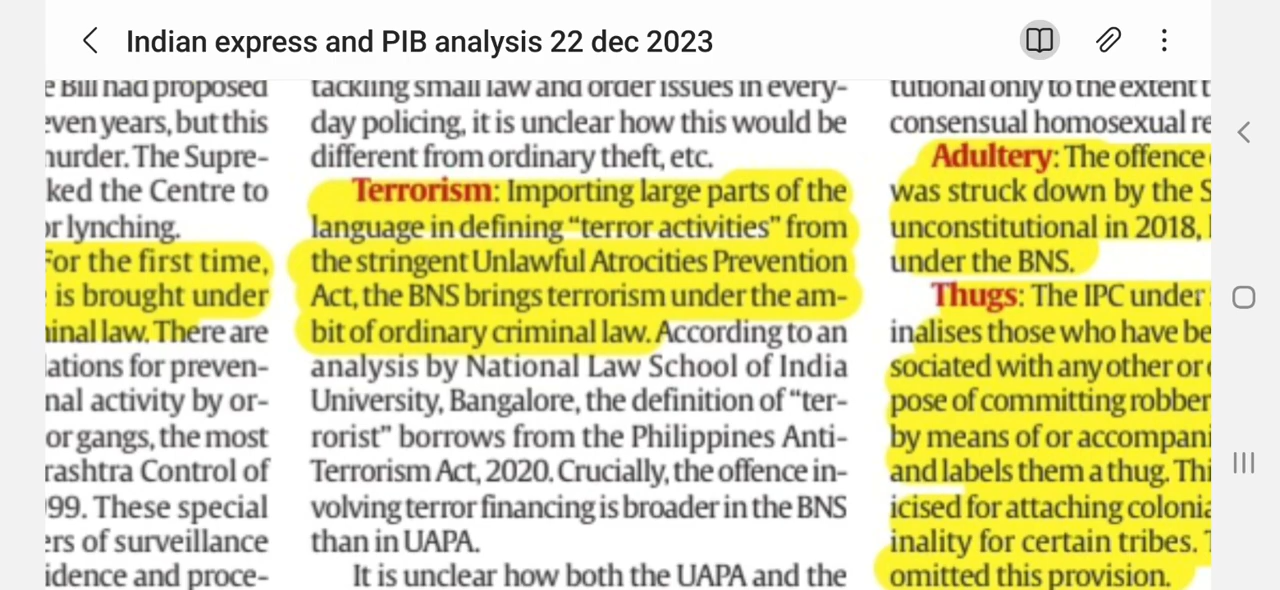 Indian express and PIB analysis 22 dec 2023
e Bill had proposed
even years, but this
murder. The Supre-
ked the Centre to
or lynching.
For the first time,
is brought under
inal law. There are
lations for preven-
nal activity by or-
or gangs, the most
rashtra Control of
99. These special
ers of surveillance
idence and proce-
tackling small law and order issues in every-
day policing, it is unclear how this would be
different from ordinary theft, etc.
Terrorism: Importing large parts of the
language in defining “terror activities” from
the stringent Unlawful Atrocities Prevention
Act, the BNS brings terrorism under the am-
bit of ordinary criminal law. According to an
analysis by National Law School of India
University, Bangalore, the definition of “ter-
rorist” borrows from the Philippines Anti-
Terrorism Act, 2020. Crucially, the offence in-
volving terror financing is broader in the BNS
than in UAPA.
It is unclear how both the UAPA and the
tutional only to the extent t
consensual homosexual re
Adultery: The offence
was struck down by the S
unconstitutional in 2018,
under the BNS.
Thugs: The IPC under
inalises those who have be
sociated with any other or
pose of committing robber
by means of or accompani
and labels them a thug. Thi
icised for attaching colonia
inality for certain tribes. T
omitted this provision.